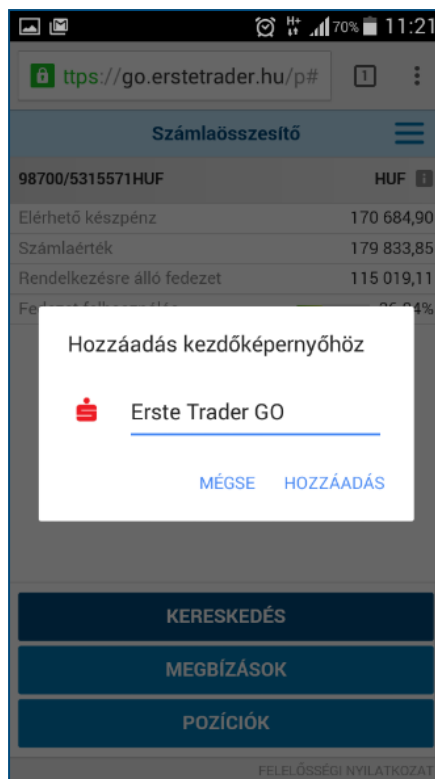 70% 11:21
ttps://go.erstetrader.hu/p# 1
Számlaösszesítő
98700/5315571HUF HUF i
Elérhető készpénz 170 684,90
Számlaérték 179 833,85
Rendelkezésre álló fedezet 115 019,11
Hozzáadás kezdőképernyőhöz
Erste Trader GO
MÉGSE HOZZÁADÁS
KERESKEDÉS
MEGBÍZÁSOK
POZÍCIÓK
FELELŐSSÉGI NYILATKOZAT